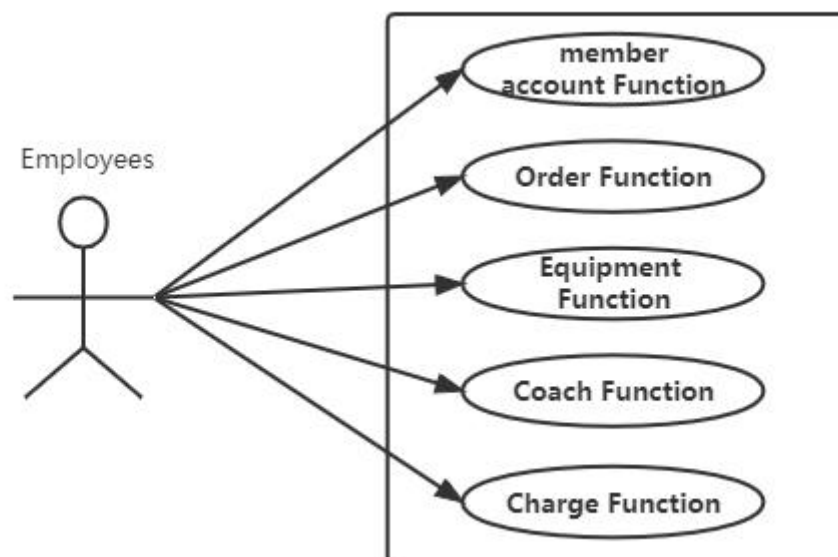 member
account Function
Employees
Order Function
Equipment
Function
Coach Function
Charge Function